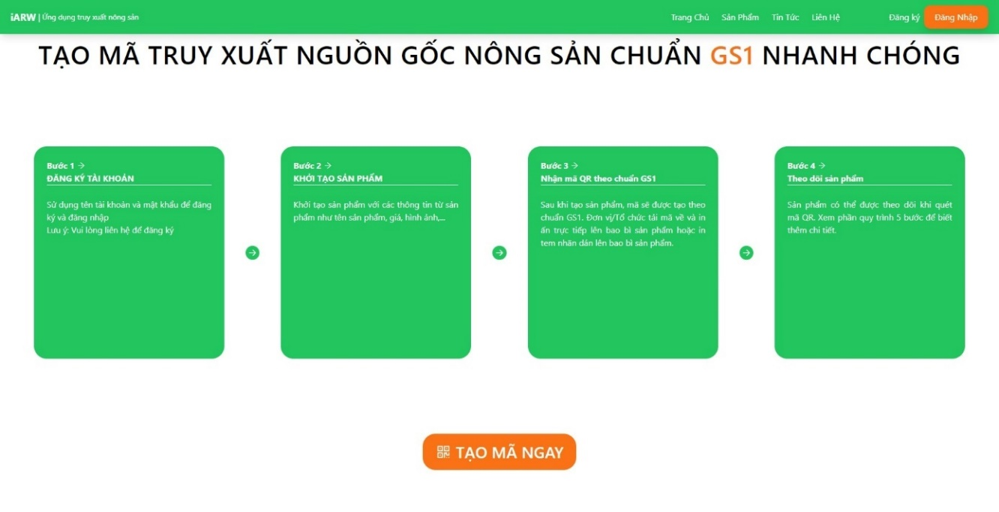 iARW | Ứng dụng truy xuất nông sản
Trang Chủ Sản Phẩm Tin Tức Liên Hệ Đăng ký Đăng Nhập
TẠO MÃ TRUY XUẤT NGUỒN GỐC NÔNG SẢN CHUẨN GS1 NHANH CHÓNG
Bước 1 →
ĐĂNG KÝ TÀI KHOẢN
Sử dụng tên tài khoản và mật khẩu để đăng
ký và đăng nhập
Lưu ý: Vui lòng liên hệ để đăng ký
Bước 2 →
KHỞI TẠO SẢN PHẨM
Khởi tạo sản phẩm với các thông tin từ sản
phẩm như tên sản phẩm, giá, hình ảnh,...
Bước 3 →
Nhận mã QR theo chuẩn GS1
Sau khi tạo sản phẩm, mã sẽ được tạo theo
chuẩn GS1. Đơn vị/Tổ chức tải mã về và in
ấn trực tiếp lên bao bì sản phẩm hoặc in
tem nhãn dán lên bao bì sản phẩm.
Bước 4 →
Theo dõi sản phẩm
Sản phẩm có thể được theo dõi khi quét
mã QR. Xem phần quy trình 5 bước để biết
thêm chi tiết.
TẠO MÃ NGAY